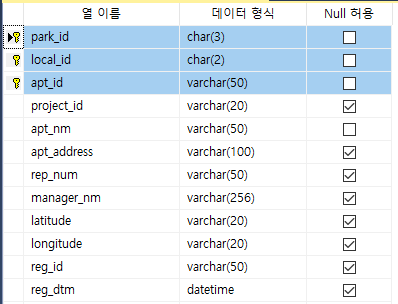 열 이름 데이터 형식 Null 허용
park_id char(3)
local_id char(2)
apt_id varchar(50)
project_id varchar(20)
apt_nm varchar(50)
apt_address varchar(100)
rep_num varchar(50)
manager_nm varchar(256)
latitude varchar(20)
longitude varchar(20)
reg_id varchar(50)
reg_dtm datetime